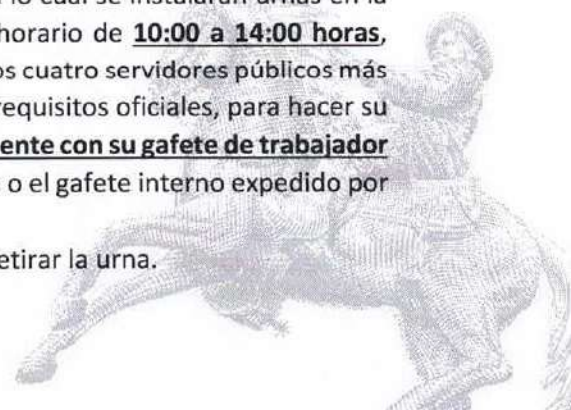 lo cual se instalarán urnas en la
horario de 10:00 a 14:00 horas,
os cuatro servidores públicos más
requisitos oficiales, para hacer su
ente con su gafete de trabajador
o el gafete interno expedido por
etirar la urna.